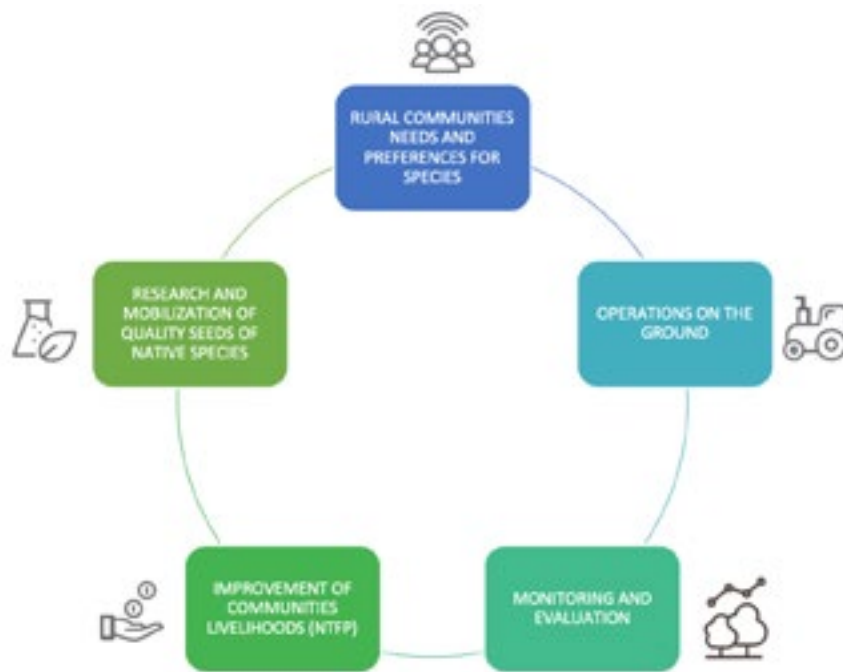 RURAL COMMUNITIES
NEEDS AND
PREFERENCES FOR
SPECIES
OPERATIONS ON THE
GROUND
MONITORING AND
EVALUATION
IMPROVEMENT OF
COMMUNITIES
LIVELIHOODS (NTFP)
RESEARCH AND
MOBILIZATION OF
QUALITY SEEDS OF
NATIVE SPECIES